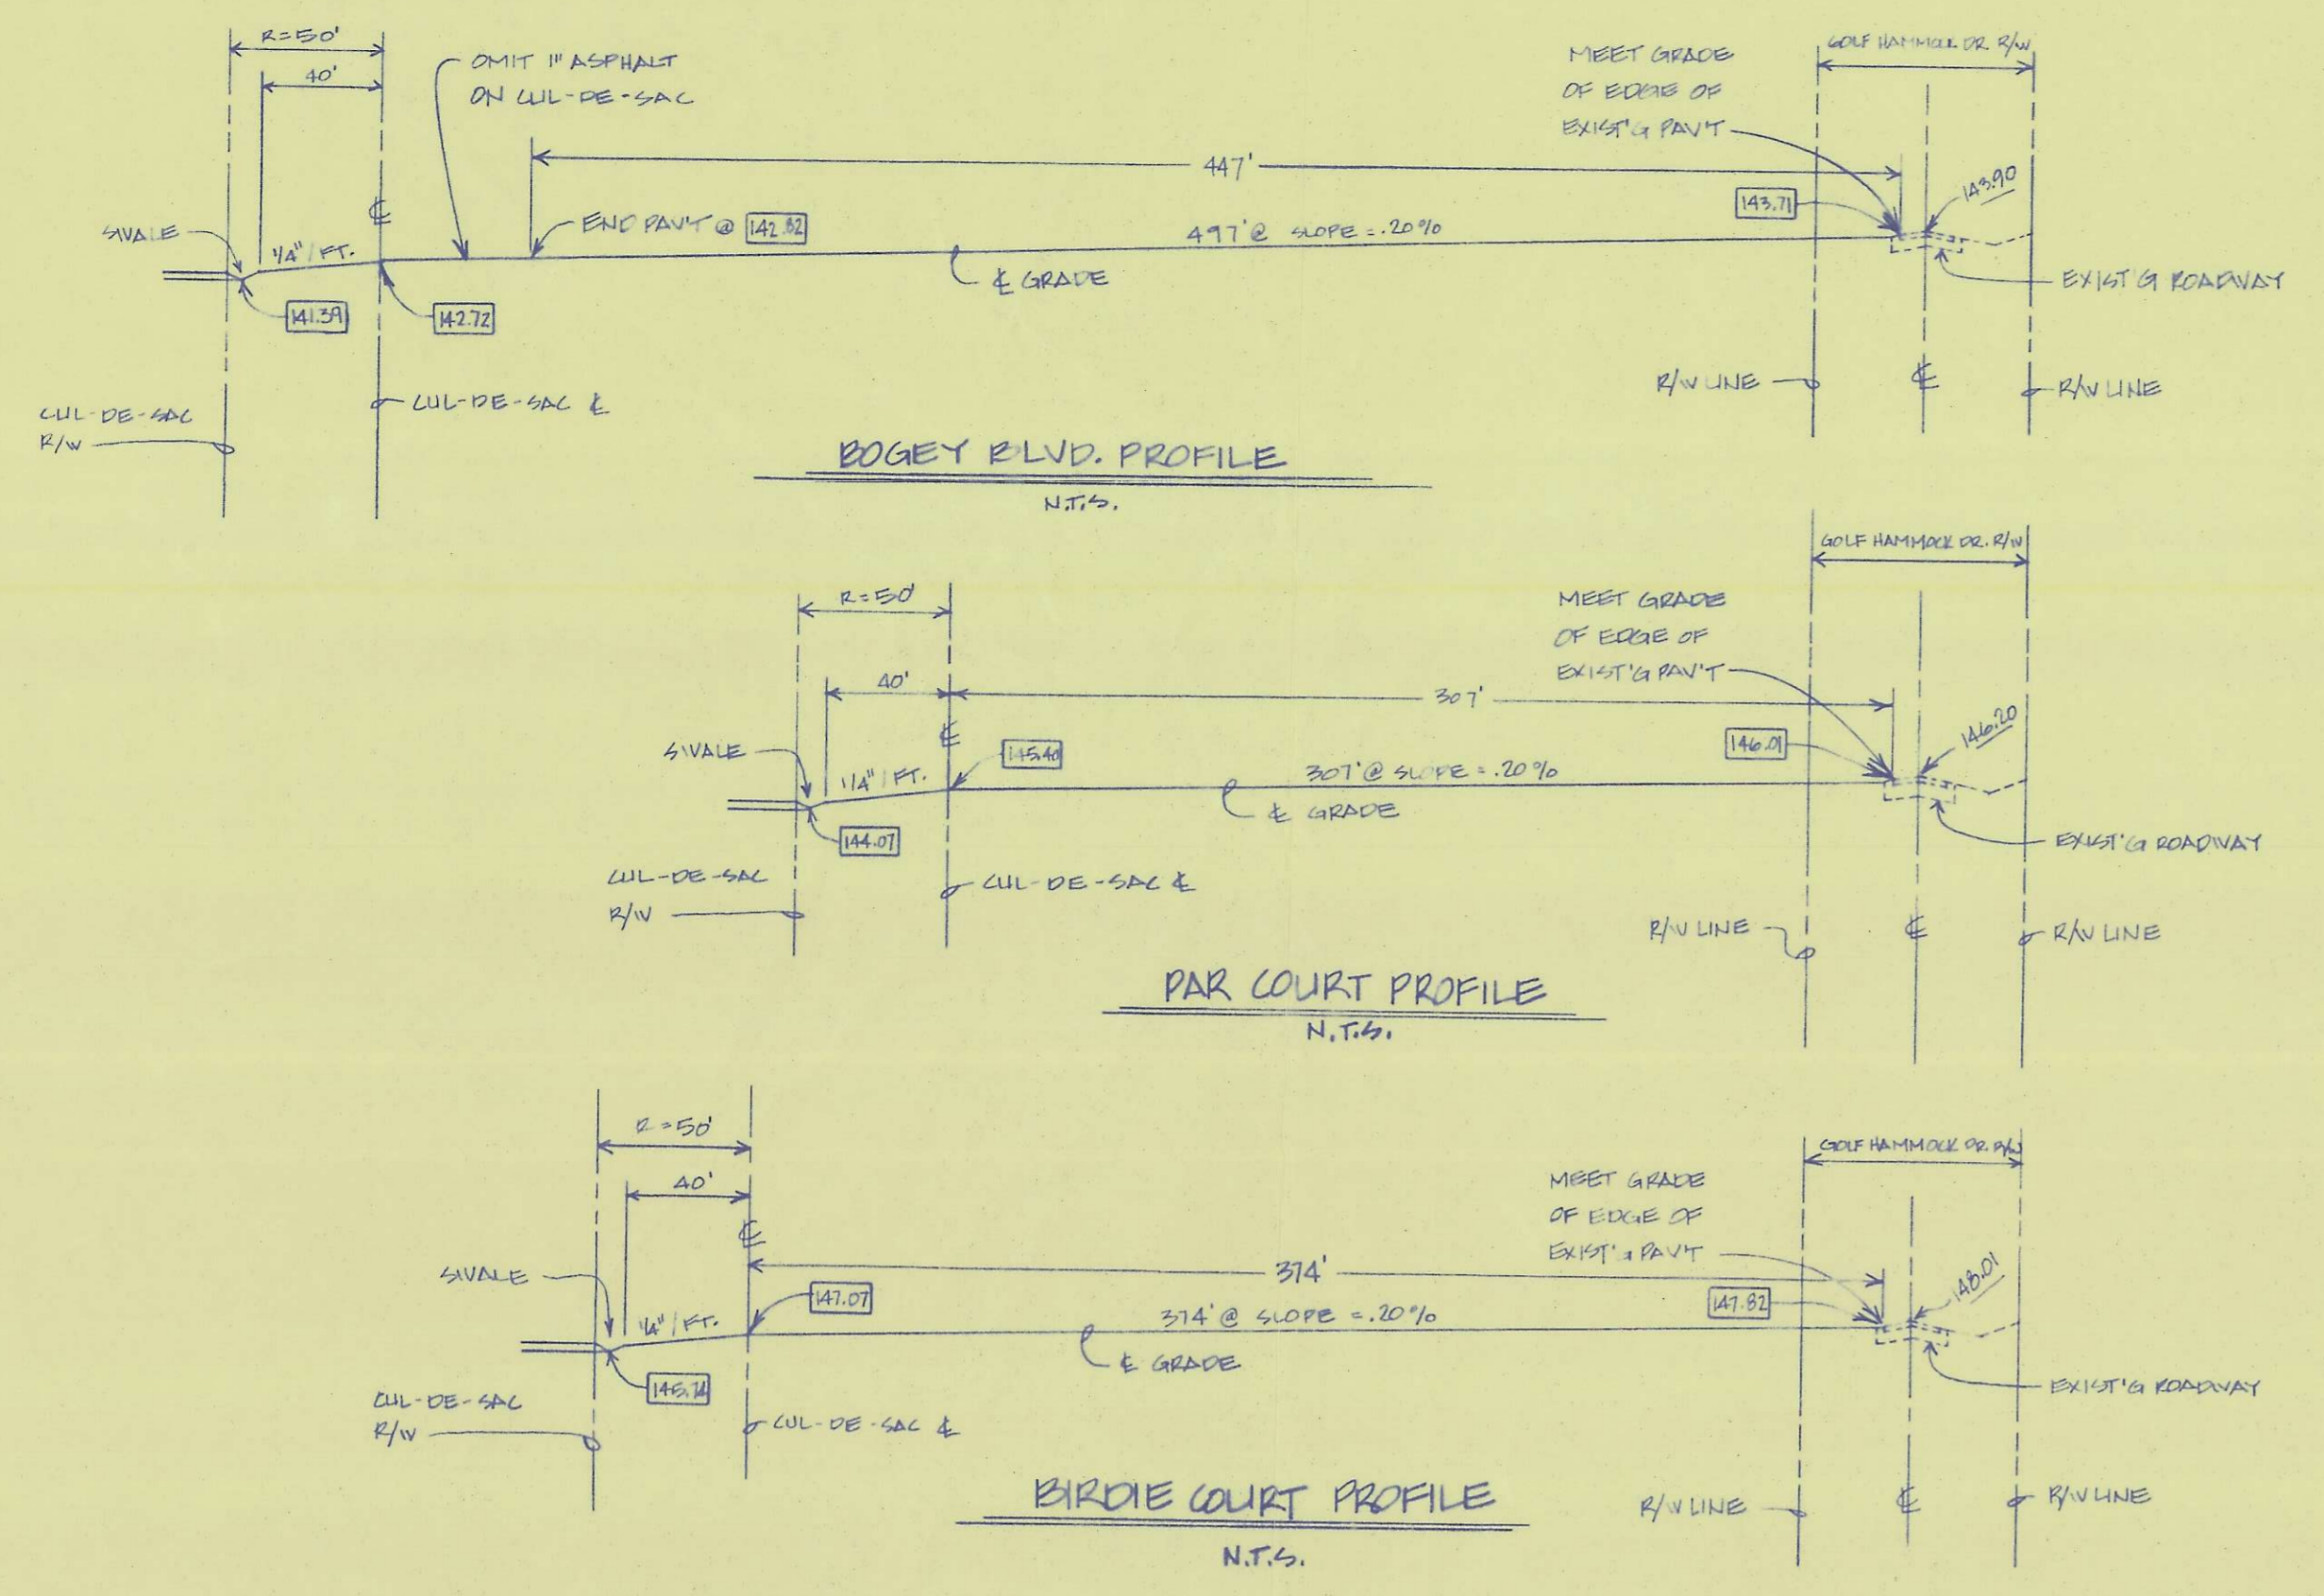 R=50'
40'
OMIT 1" ASPHALT
ON CUL-DE-SAC
MEET GRADE
OF EDGE OF
EXIST'G PAV'T
GOLF HAMMOCK DR. R/W
447'
143.71
143.90
SWALE
1/4"/FT.
℄
END PAV'T @ 142.82
497' @ SLOPE = .20%
℄ GRADE
EXIST'G ROADWAY
141.39
142.72
CUL-DE-SAC
R/W
CUL-DE-SAC ℄
R/W LINE
℄
R/W LINE
BOGEY BLVD. PROFILE
N.T.S.
GOLF HAMMOCK DR. R/W
R=50'
MEET GRADE
OF EDGE OF
EXIST'G PAV'T
40'
307'
SWALE
℄
145.40
146.01
146.20
1/4"/FT.
307' @ SLOPE = .20%
℄ GRADE
144.07
EXIST'G ROADWAY
CUL-DE-SAC
R/W
CUL-DE-SAC ℄
R/W LINE
℄
R/W LINE
PAR COURT PROFILE
N.T.S.
R=50'
GOLF HAMMOCK DR. R/W
40'
MEET GRADE
OF EDGE OF
EXIST'G PAV'T
℄
374'
SWALE
147.07
147.82
148.01
1/4"/FT.
374' @ SLOPE = .20%
℄ GRADE
145.74
EXIST'G ROADWAY
CUL-DE-SAC
R/W
CUL-DE-SAC ℄
R/W LINE
℄
R/W LINE
BIRDIE COURT PROFILE
N.T.S.